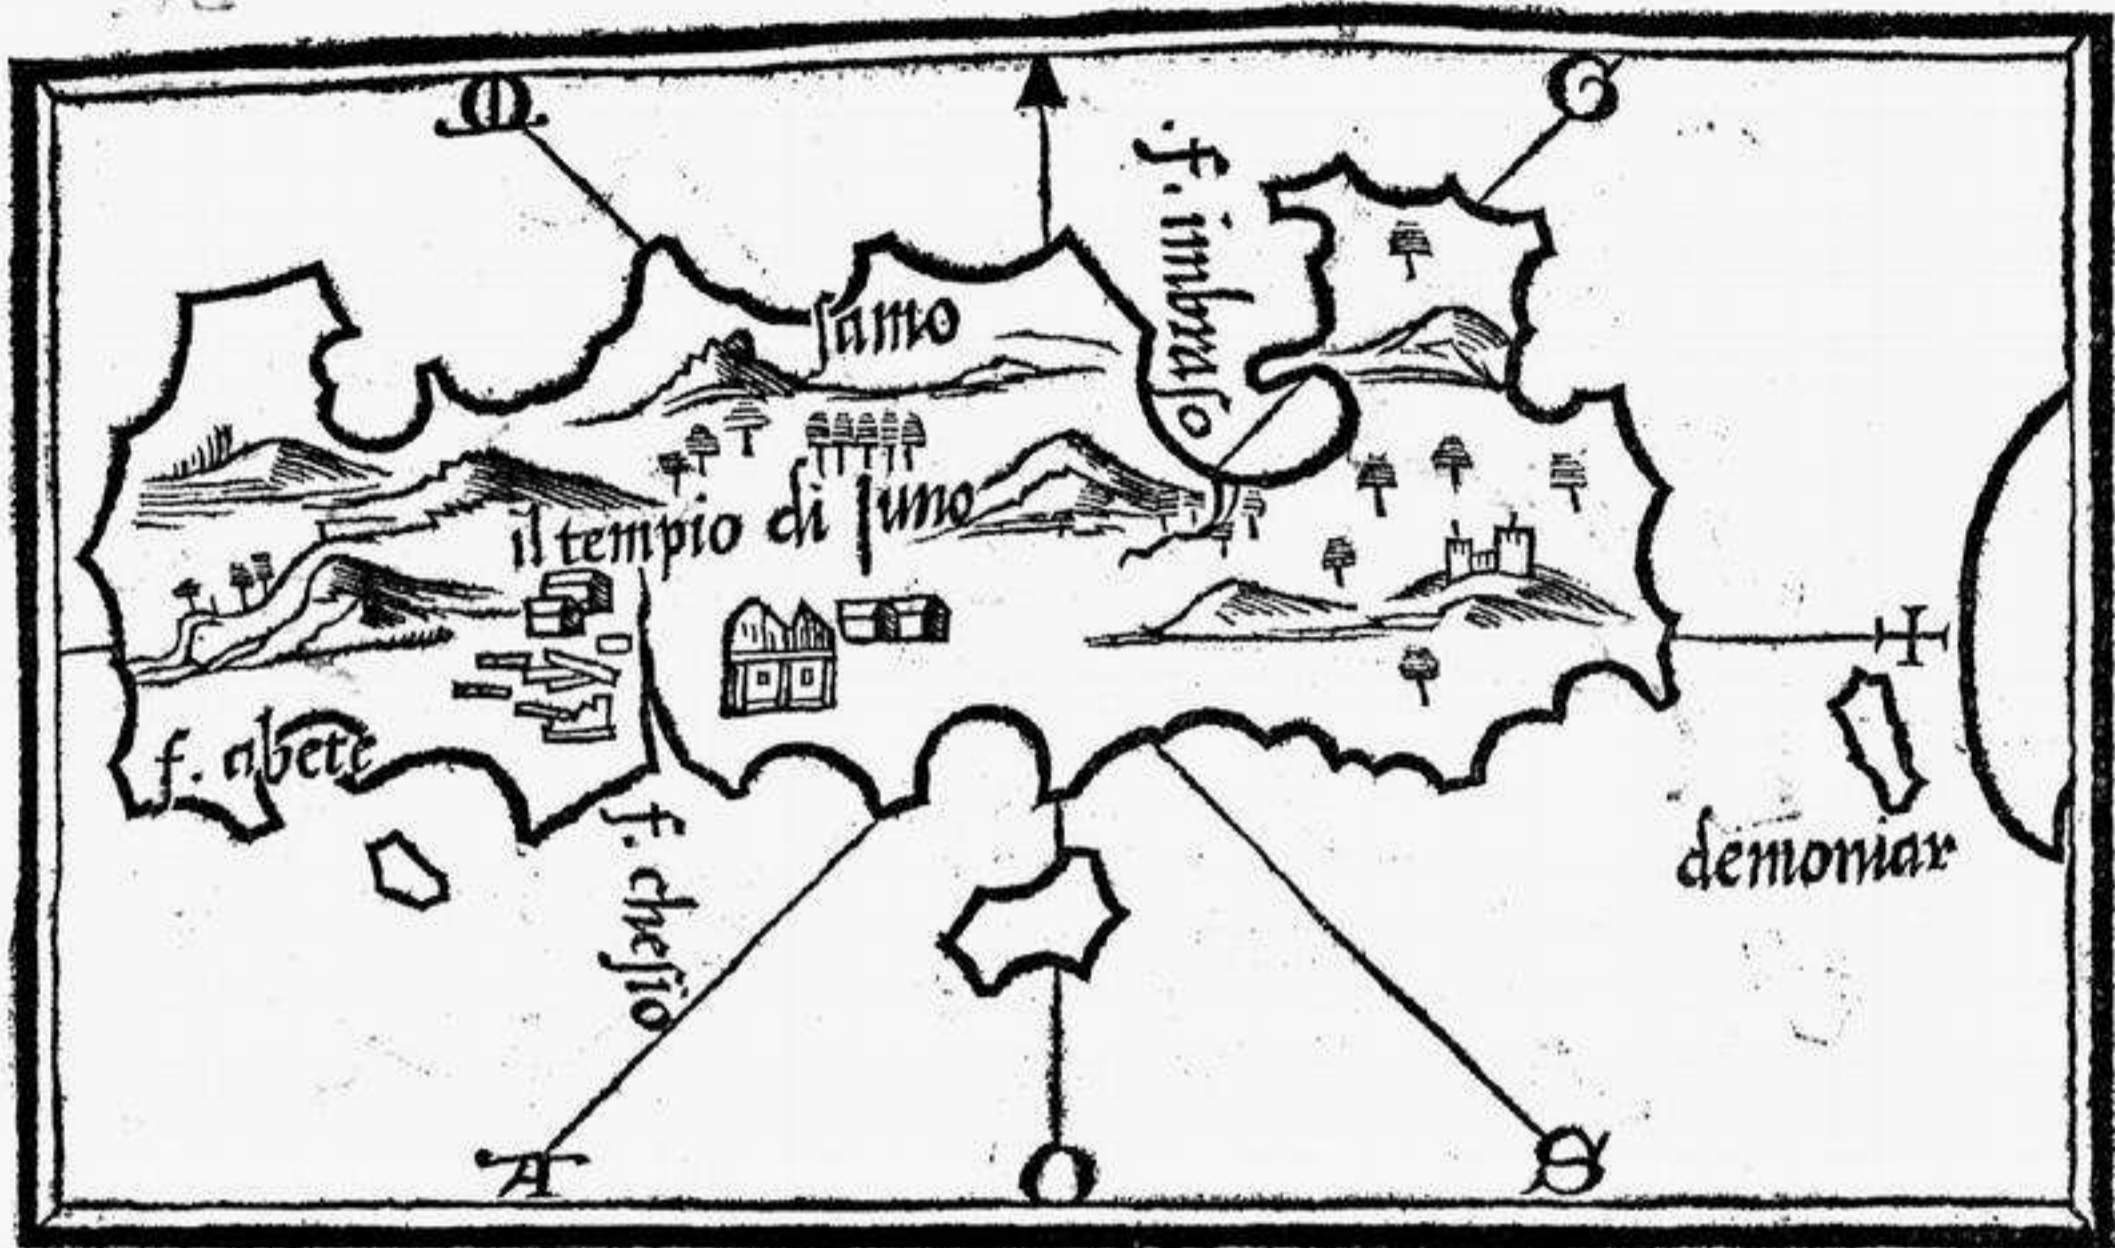 M
G
f. imbraſo
ſamo
il tempio di Juno
f. abete
f. cheſio
demoniar
A
O
S